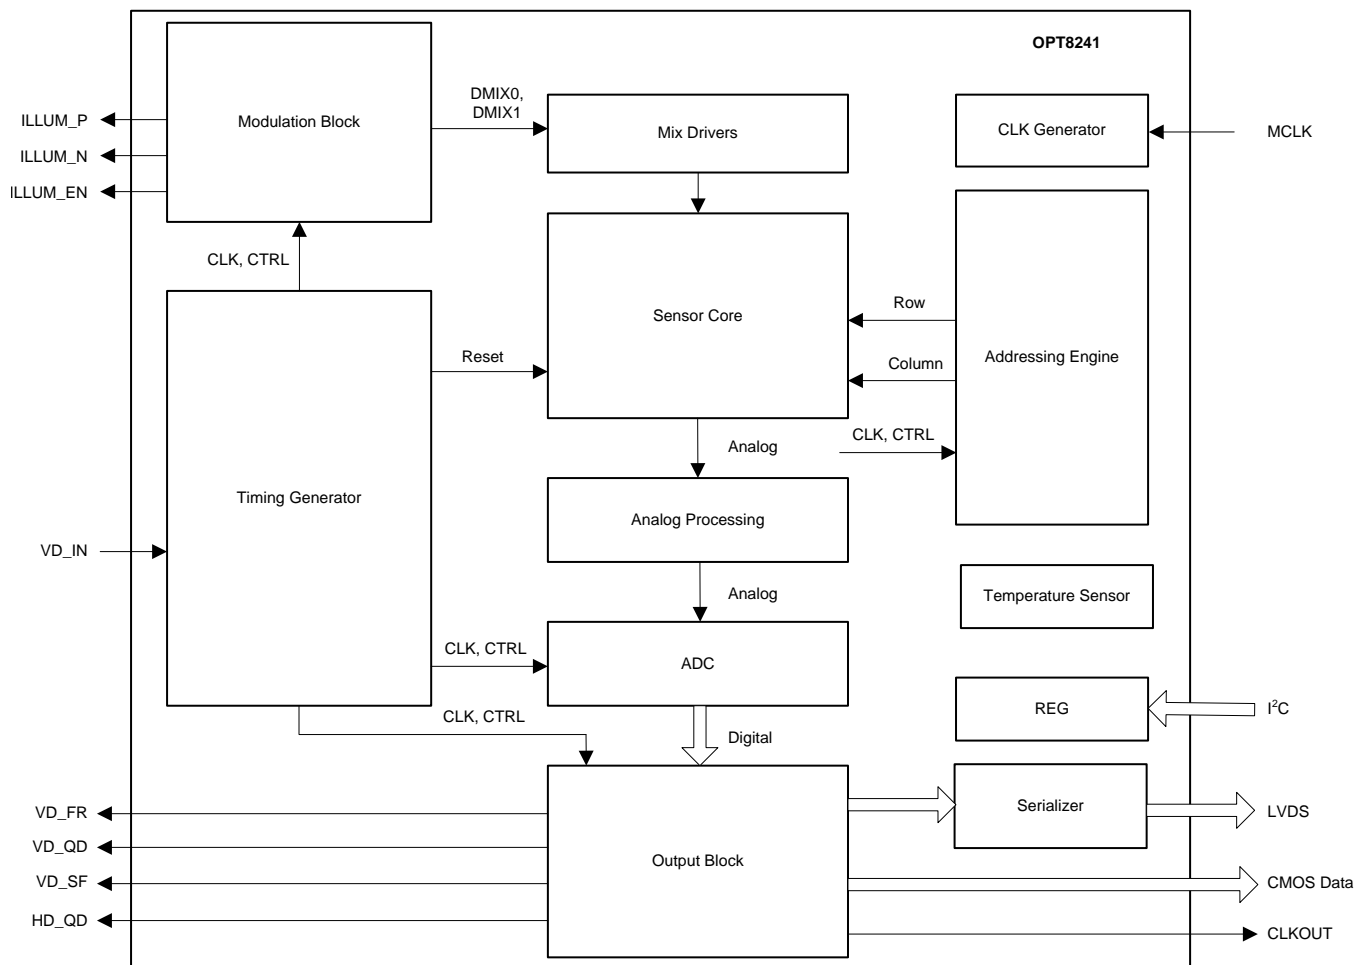 OPT8241
DMIX0,
DMIX1
ILLUM_P
Modulation Block
Mix Drivers
CLK Generator
MCLK
ILLUM_N
ILLUM_EN
CLK, CTRL
Row
Sensor Core
Reset
Addressing Engine
Column
CLK, CTRL
Analog
Timing Generator
Analog Processing
VD_IN
Analog
Temperature Sensor
CLK, CTRL
ADC
REG
I²C
CLK, CTRL
Digital
VD_FR
Serializer
LVDS
VD_QD
Output Block
VD_SF
CMOS Data
HD_QD
CLKOUT